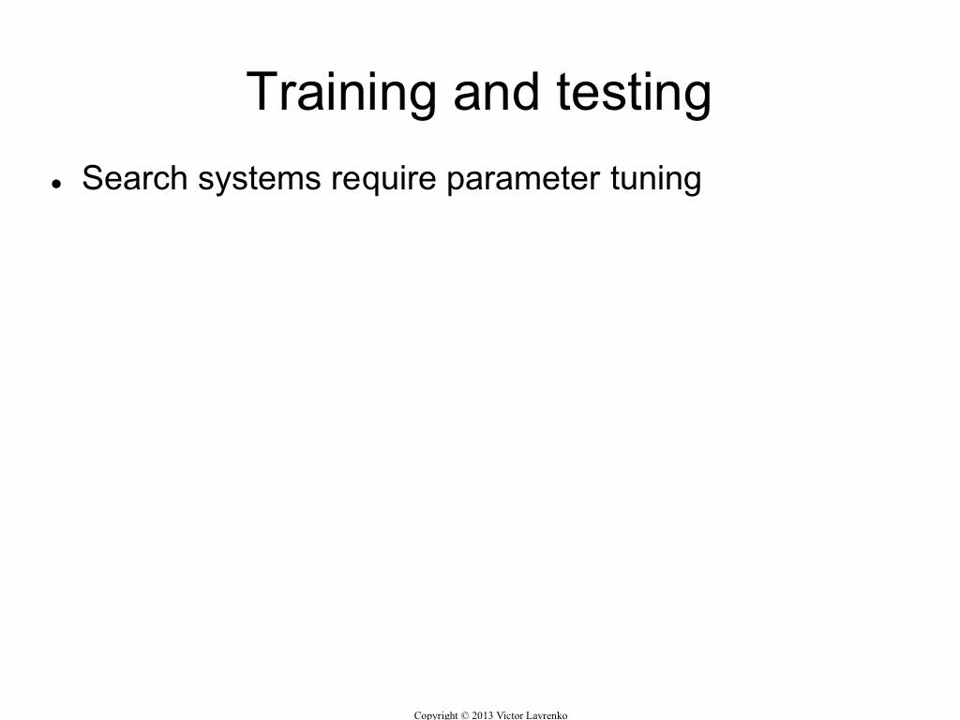 Training and testing
● Search systems require parameter tuning
Copyright © 2013 Victor Lavrenko